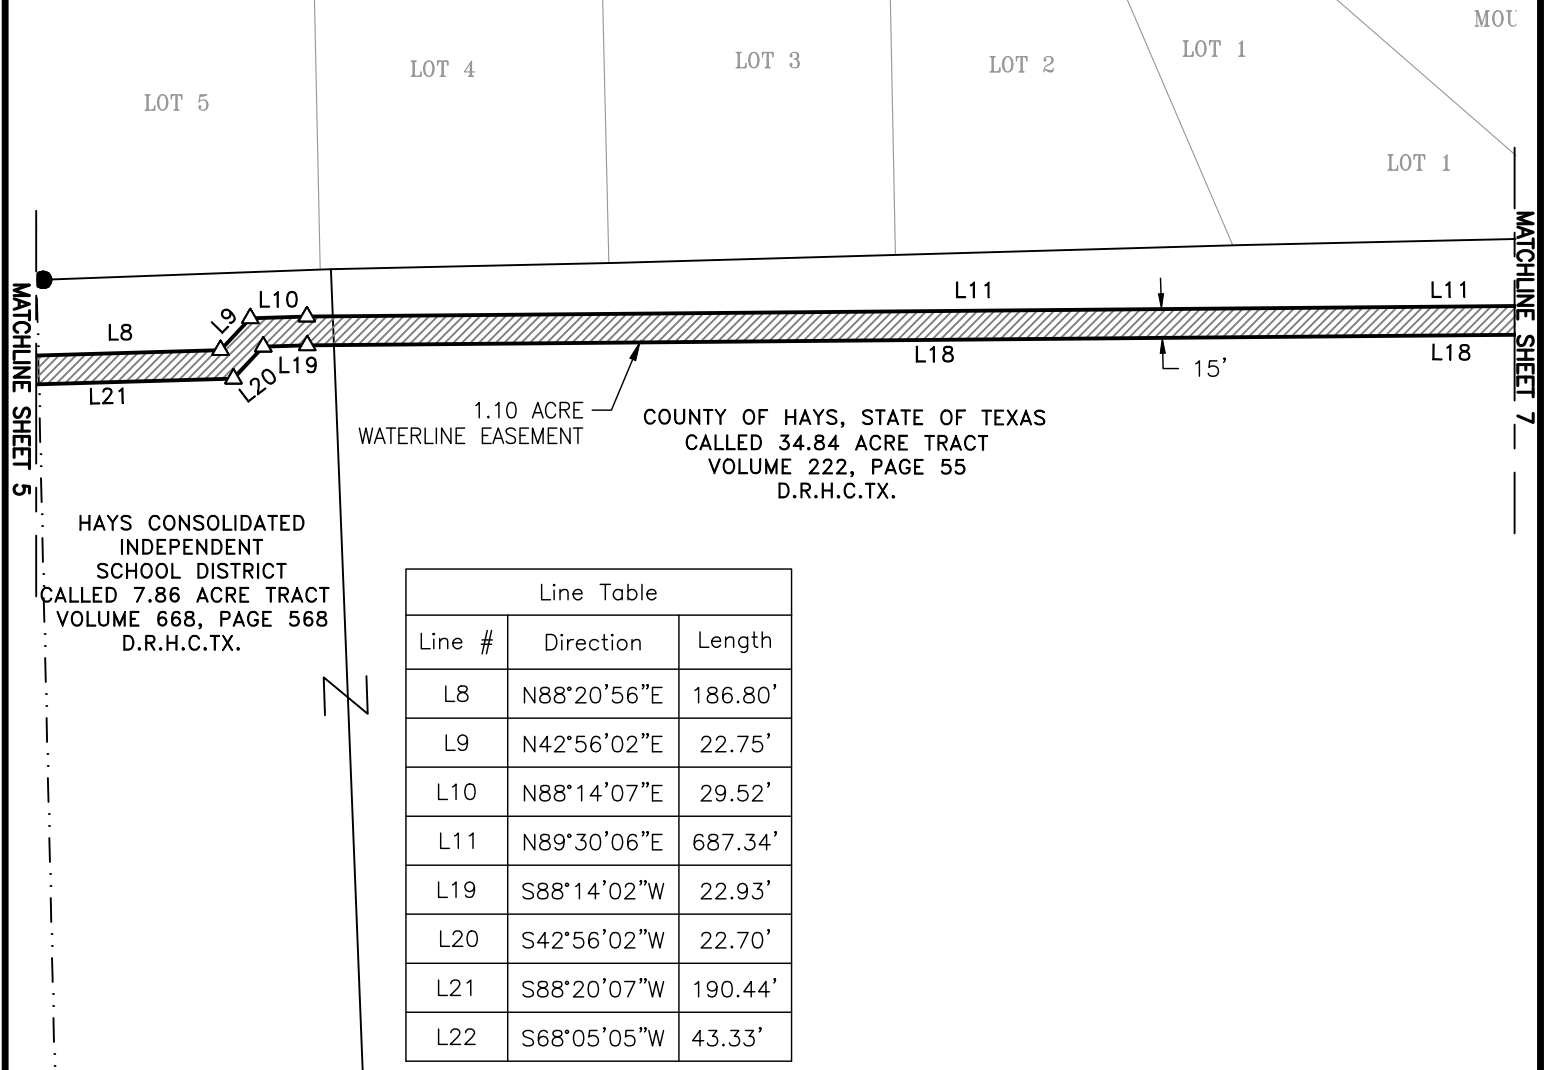 MOU
LOT 5
LOT 4
LOT 3
LOT 2
LOT 1
LOT 1
MATCHLINE SHEET 5
MATCHLINE SHEET 7
L8
L9
L10
L11
L11
L21
L20
L19
L18
L18
15'
1.10 ACRE
WATERLINE EASEMENT
COUNTY OF HAYS, STATE OF TEXAS
CALLED 34.84 ACRE TRACT
VOLUME 222, PAGE 55
D.R.H.C.TX.
HAYS CONSOLIDATED
INDEPENDENT
SCHOOL DISTRICT
CALLED 7.86 ACRE TRACT
VOLUME 668, PAGE 568
D.R.H.C.TX.
Line Table
Line # Direction Length
L8 N88°20'56"E 186.80'
L9 N42°56'02"E 22.75'
L10 N88°14'07"E 29.52'
L11 N89°30'06"E 687.34'
L19 S88°14'02"W 22.93'
L20 S42°56'02"W 22.70'
L21 S88°20'07"W 190.44'
L22 S68°05'05"W 43.33'